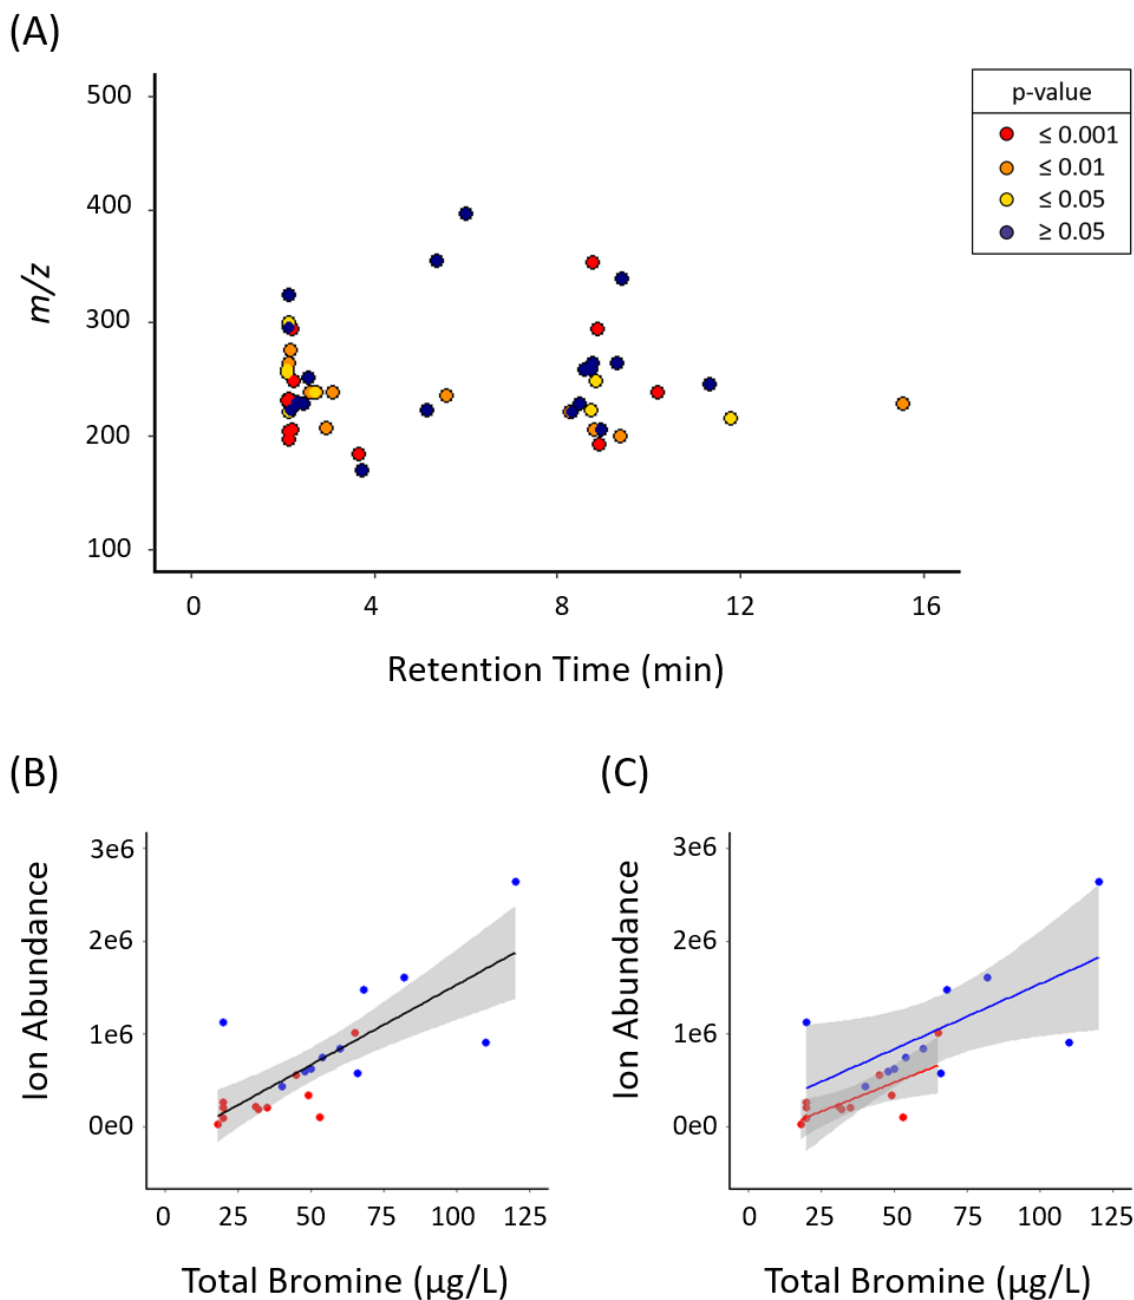 (A)
500
400
300
200
100
m/z
0 4 8 12 16
Retention Time (min)
p-value
≤ 0.001
≤ 0.01
≤ 0.05
≥ 0.05
(B)
3e6
2e6
1e6
0e0
Ion Abundance
0 25 50 75 100 125
Total Bromine (µg/L)
(C)
3e6
2e6
1e6
0e0
Ion Abundance
0 25 50 75 100 125
Total Bromine (µg/L)